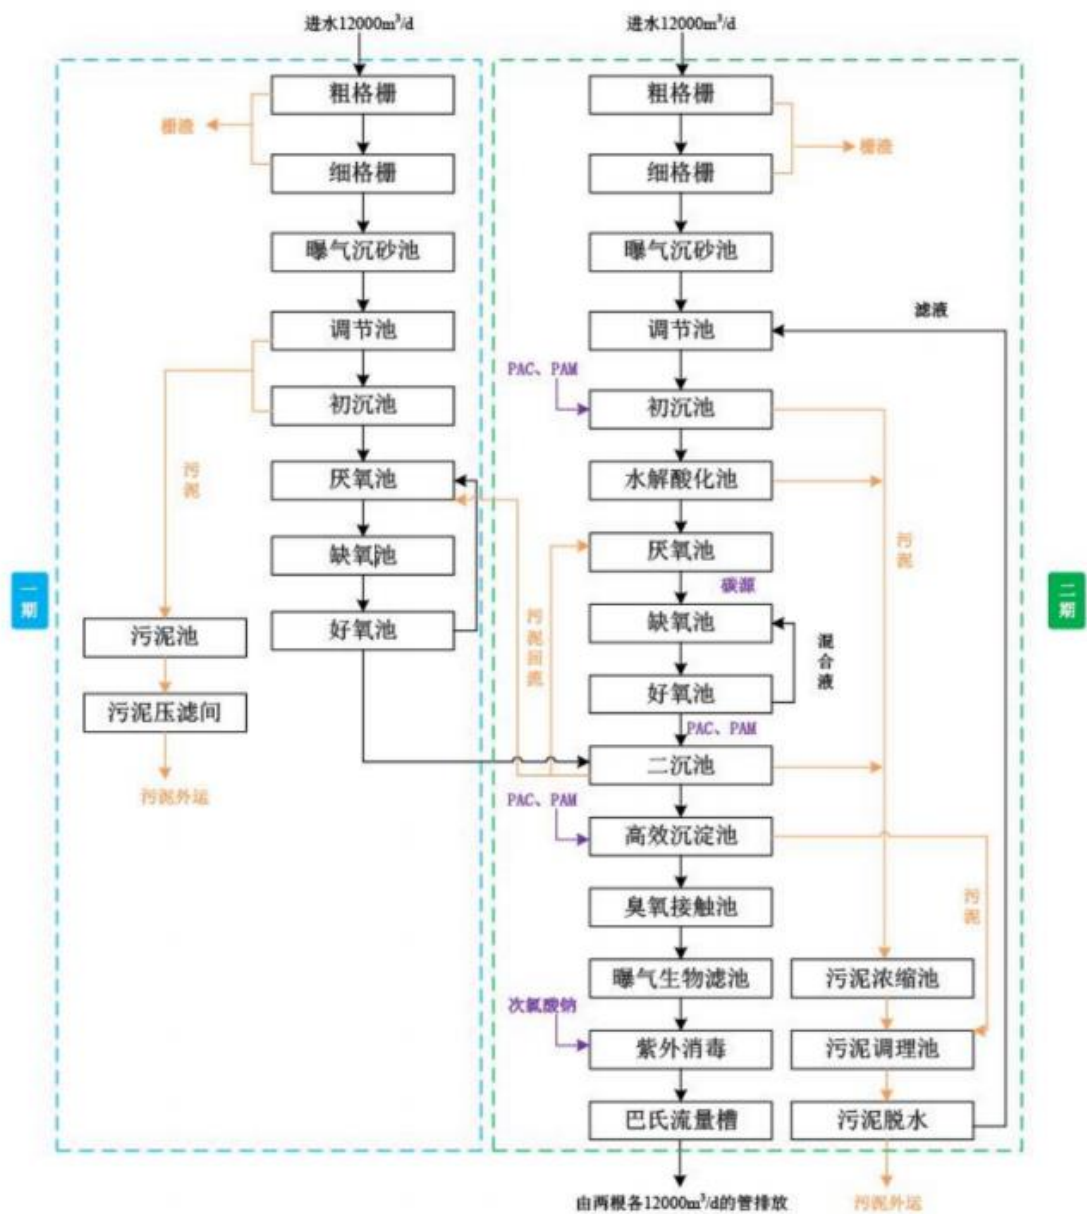 进水12000m³/d
进水12000m³/d
粗格栅
粗格栅
栅渣
栅渣
细格栅
细格栅
曝气沉砂池
曝气沉砂池
滤液
调节池
调节池
PAC、PAM
初沉池
初沉池
污泥
厌氧池
水解酸化池
缺氧池
厌氧池
污泥
碳源
一期
二期
污泥池
好氧池
污泥回流
缺氧池
混合液
污泥压滤间
好氧池
PAC、PAM
二沉池
污泥外运
PAC、PAM
高效沉淀池
污泥
臭氧接触池
曝气生物滤池
污泥浓缩池
次氯酸钠
紫外消毒
污泥调理池
巴氏流量槽
污泥脱水
由两根各12000m³/d的管排放
污泥外运